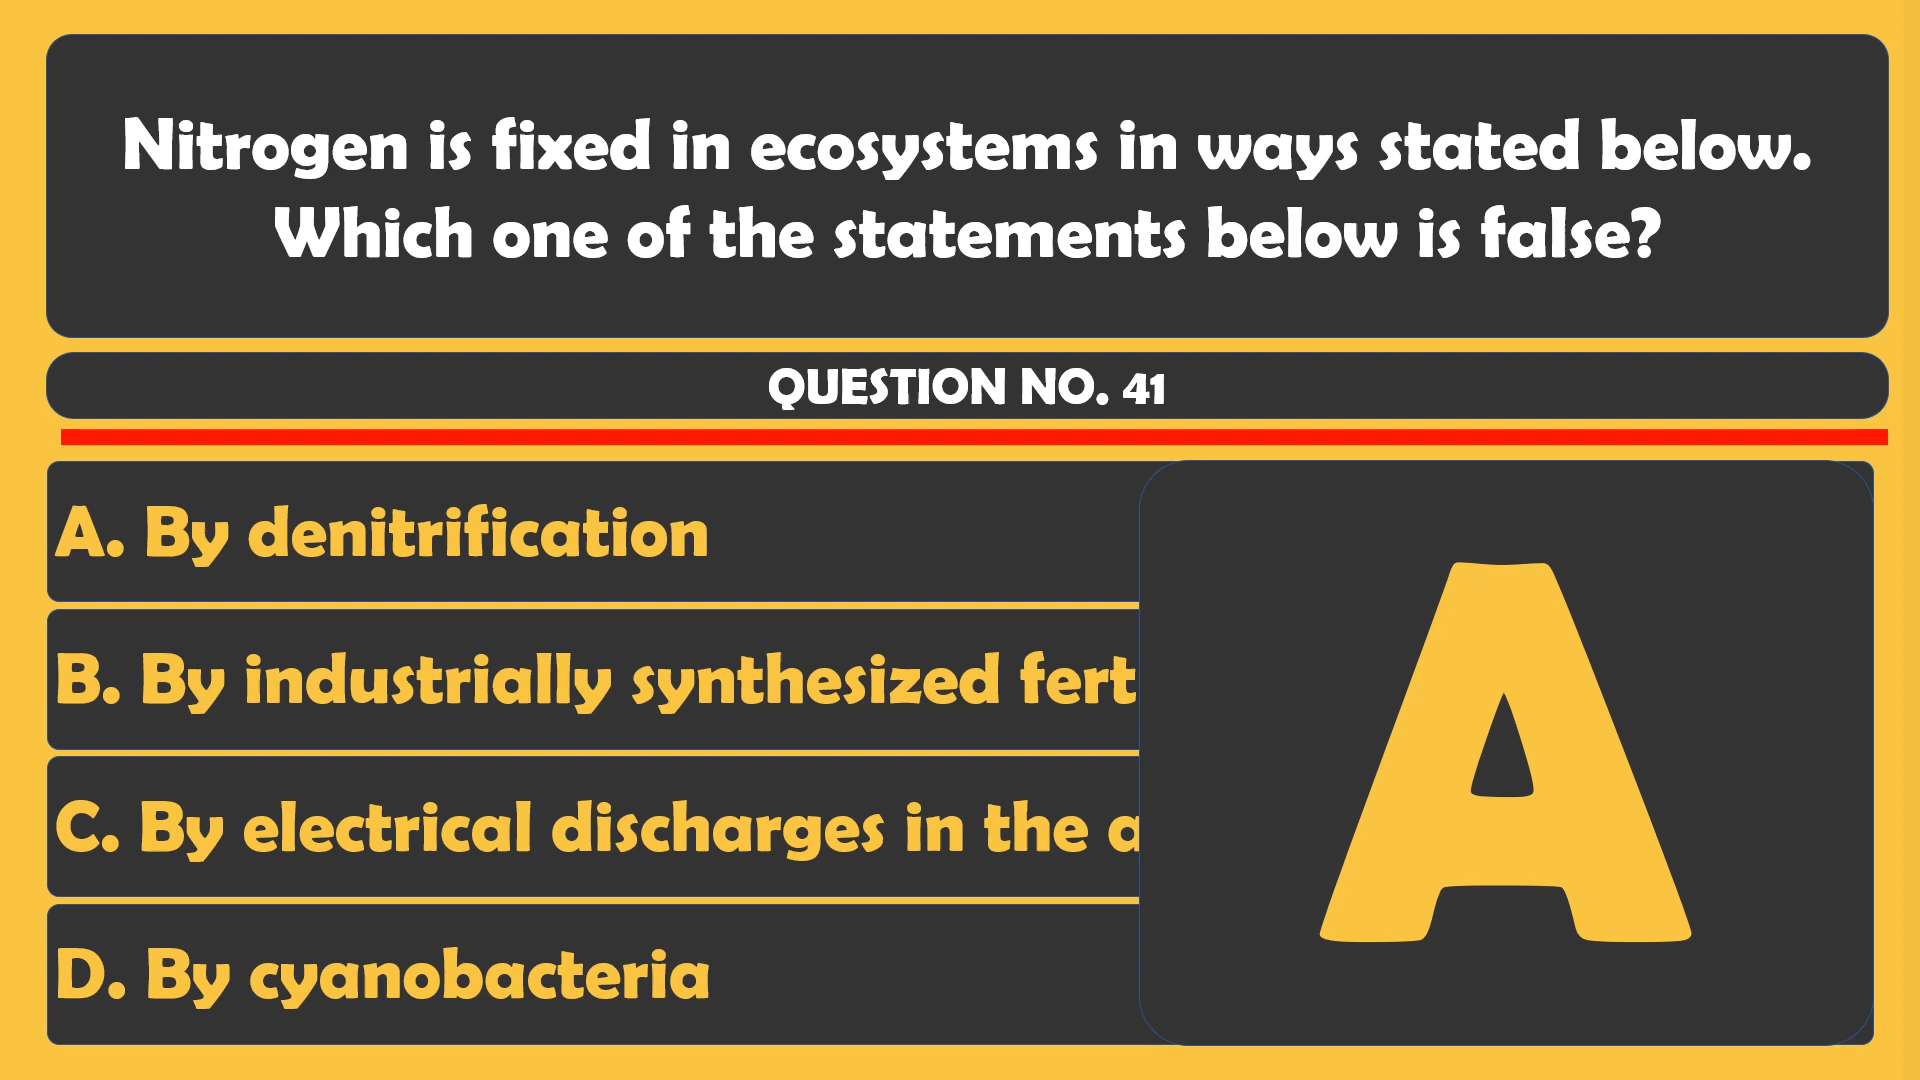 Nitrogen is fixed in ecosystems in ways stated below.
Which one of the statements below is false?
QUESTION NO. 41
A. By denitrification
B. By industrially synthesized
C. By electrical discharges in the
D. By cyanobacteria
A